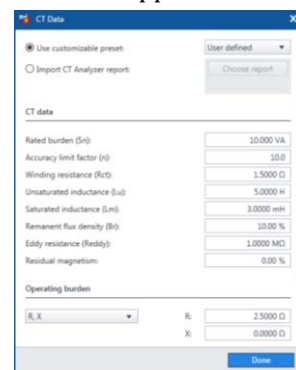 CT Data
Use customizable preset: User defined
Import CT Analyzer report: Choose report
CT data
Rated burden (Sn): 10.000 VA
Accuracy limit factor (n): 10.0
Winding resistance (Rct): 1.5000 Ω
Unsaturated inductance (Lu): 5.0000 H
Saturated inductance (Lm): 3.0000 mH
Remanent flux density (Br): 10.00 %
Eddy resistance (Reddy): 1.0000 MΩ
Residual magnetism: 0.00 %
Operating burden
R, X R: 2.5000 Ω
X: 0.0000 Ω
Done